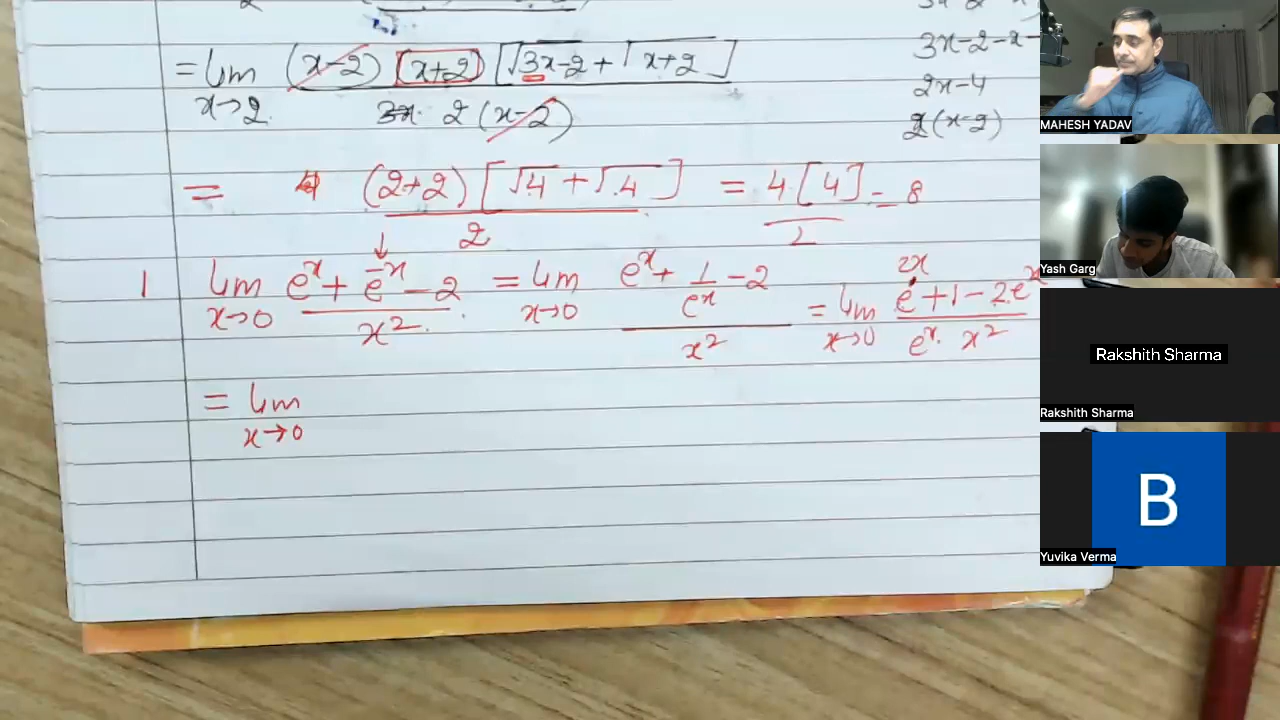 = lim x→2 (x-2) [x+2] [√3x-2 + √x+2]
2 (x-2)
3x-2-x-
2x-4
2(x-2)
= (2+2) [√4 + √4] / 2 = 4[4] / 2 = 8
1 lim x→0 e^x + e^-x - 2 / x² = lim x→0 e^x + 1/e^x - 2 / x² = lim x→0 e^2x + 1 - 2e^x / e^x · x²
= lim x→0
MAHESH YADAV
Yash Garg
Rakshith Sharma
Rakshith Sharma
B
Yuvika Verma